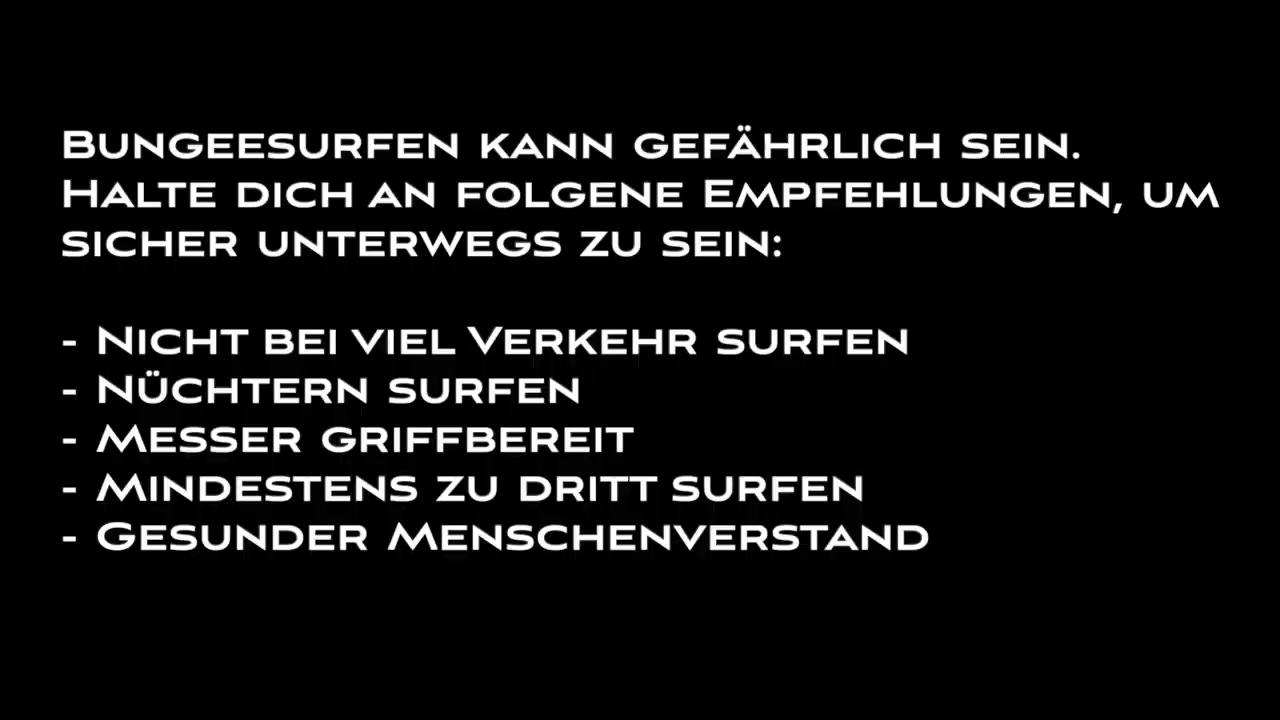 Bungeesurfen kann gefährlich sein.
Halte dich an folgene Empfehlungen, um
sicher unterwegs zu sein:
- Nicht bei viel Verkehr surfen
- Nüchtern surfen
- Messer griffbereit
- Mindestens zu dritt surfen
- Gesunder Menschenverstand